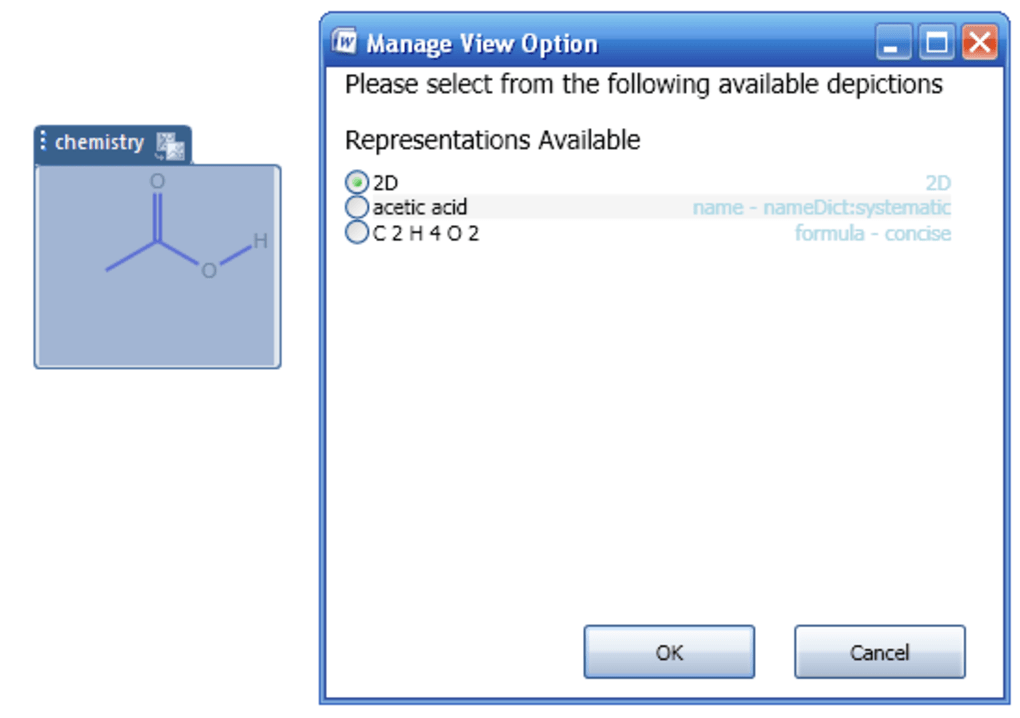 chemistry
O
H
O
Manage View Option
Please select from the following available depictions
Representations Available
2D 2D
acetic acid name - nameDict:systematic
C 2 H 4 O 2 formula - concise
OK Cancel